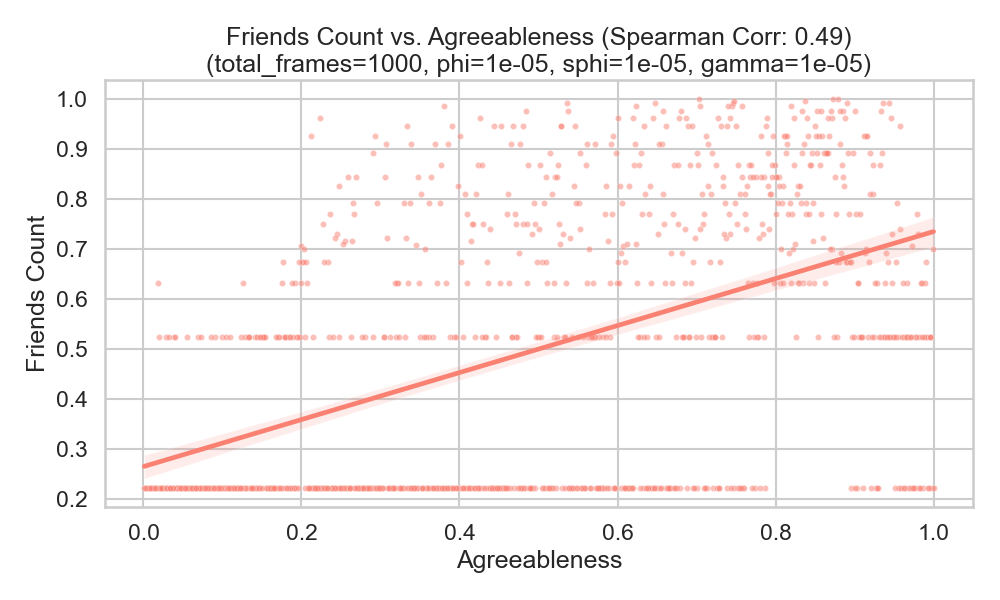 Friends Count vs. Agreeableness (Spearman Corr: 0.49)
(total_frames=1000, phi=1e-05, sphi=1e-05, gamma=1e-05)
1.0
0.9
0.8
0.7
0.6
0.5
0.4
0.3
0.2
Friends Count
0.0 0.2 0.4 0.6 0.8 1.0
Agreeableness